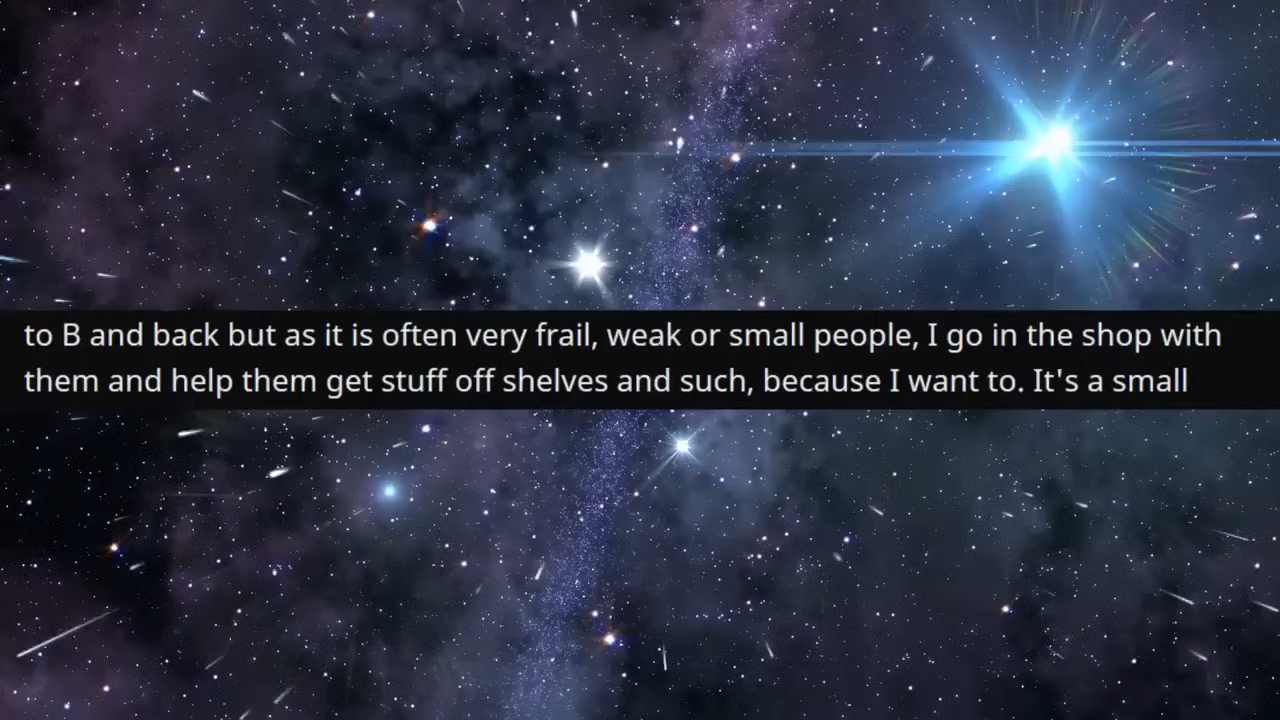 to B and back but as it is often very frail, weak or small people, I go in the shop with
them and help them get stuff off shelves and such, because I want to. It's a small